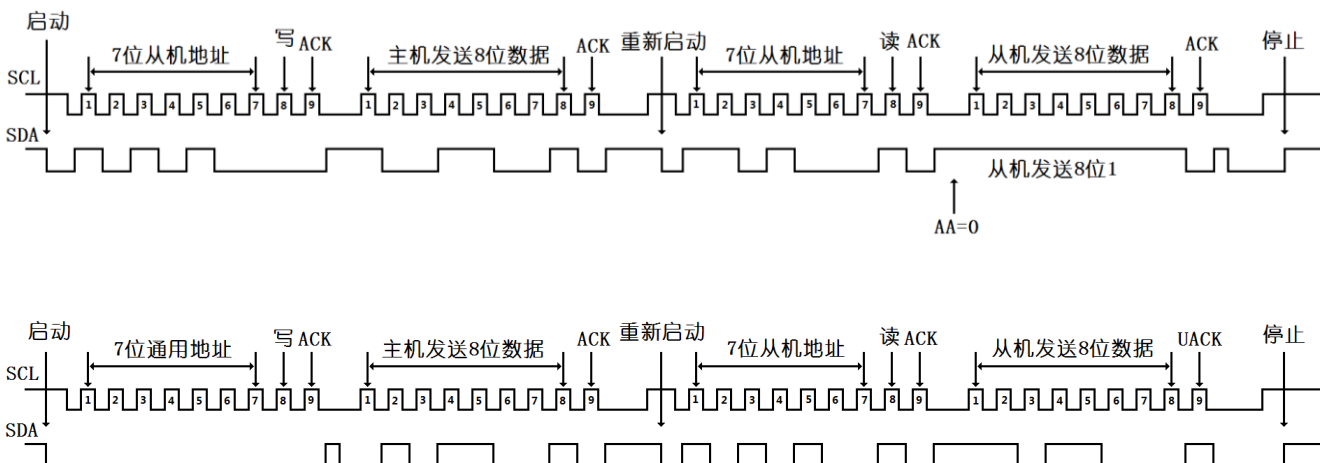 启动
7位从机地址 写 ACK 主机发送8位数据 ACK 重新启动 7位从机地址 读 ACK 从机发送8位数据 ACK 停止
SCL 1 2 3 4 5 6 7 8 9 1 2 3 4 5 6 7 8 9 1 2 3 4 5 6 7 8 9 1 2 3 4 5 6 7 8 9
SDA
从机发送8位1
AA=0
启动 7位通用地址 写 ACK 主机发送8位数据 ACK 重新启动 7位从机地址 读 ACK 从机发送8位数据 UACK 停止
SCL 1 2 3 4 5 6 7 8 9 1 2 3 4 5 6 7 8 9 1 2 3 4 5 6 7 8 9 1 2 3 4 5 6 7 8 9
SDA